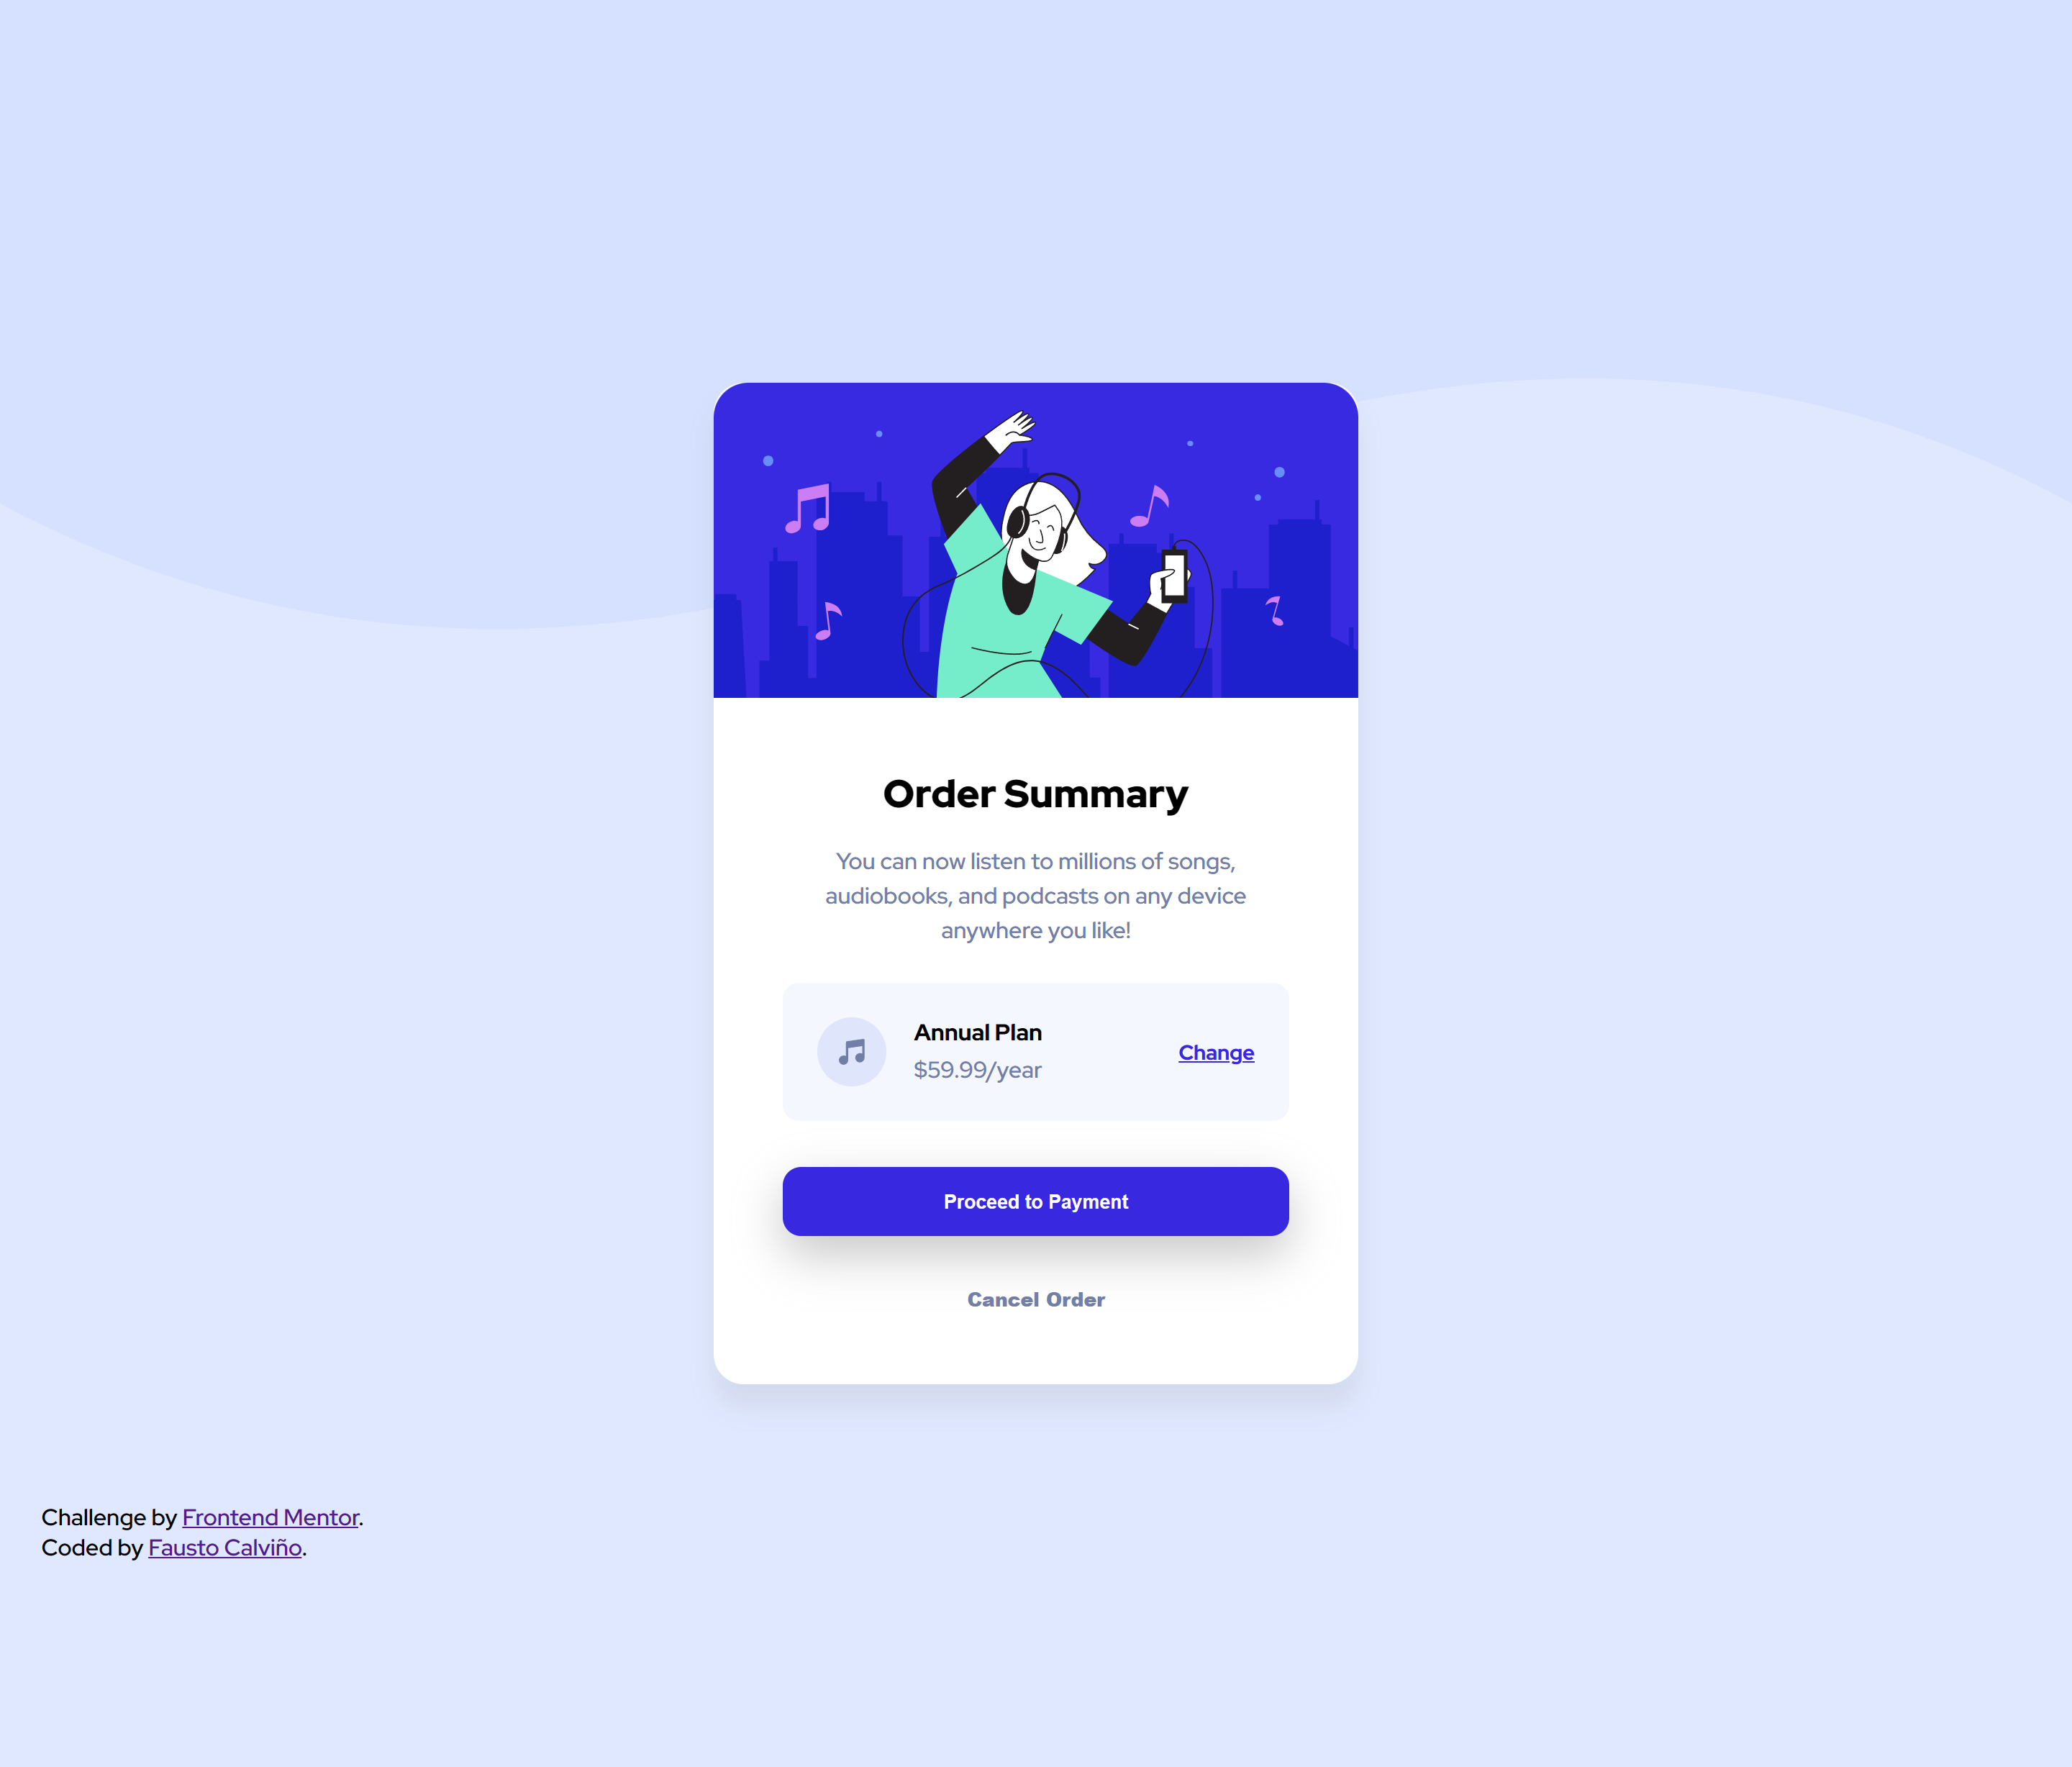 Order Summary
You can now listen to millions of songs,
audiobooks, and podcasts on any device
anywhere you like!
Annual Plan
$59.99/year
Change
Proceed to Payment
Cancel Order
Challenge by Frontend Mentor.
Coded by Fausto Calviño.